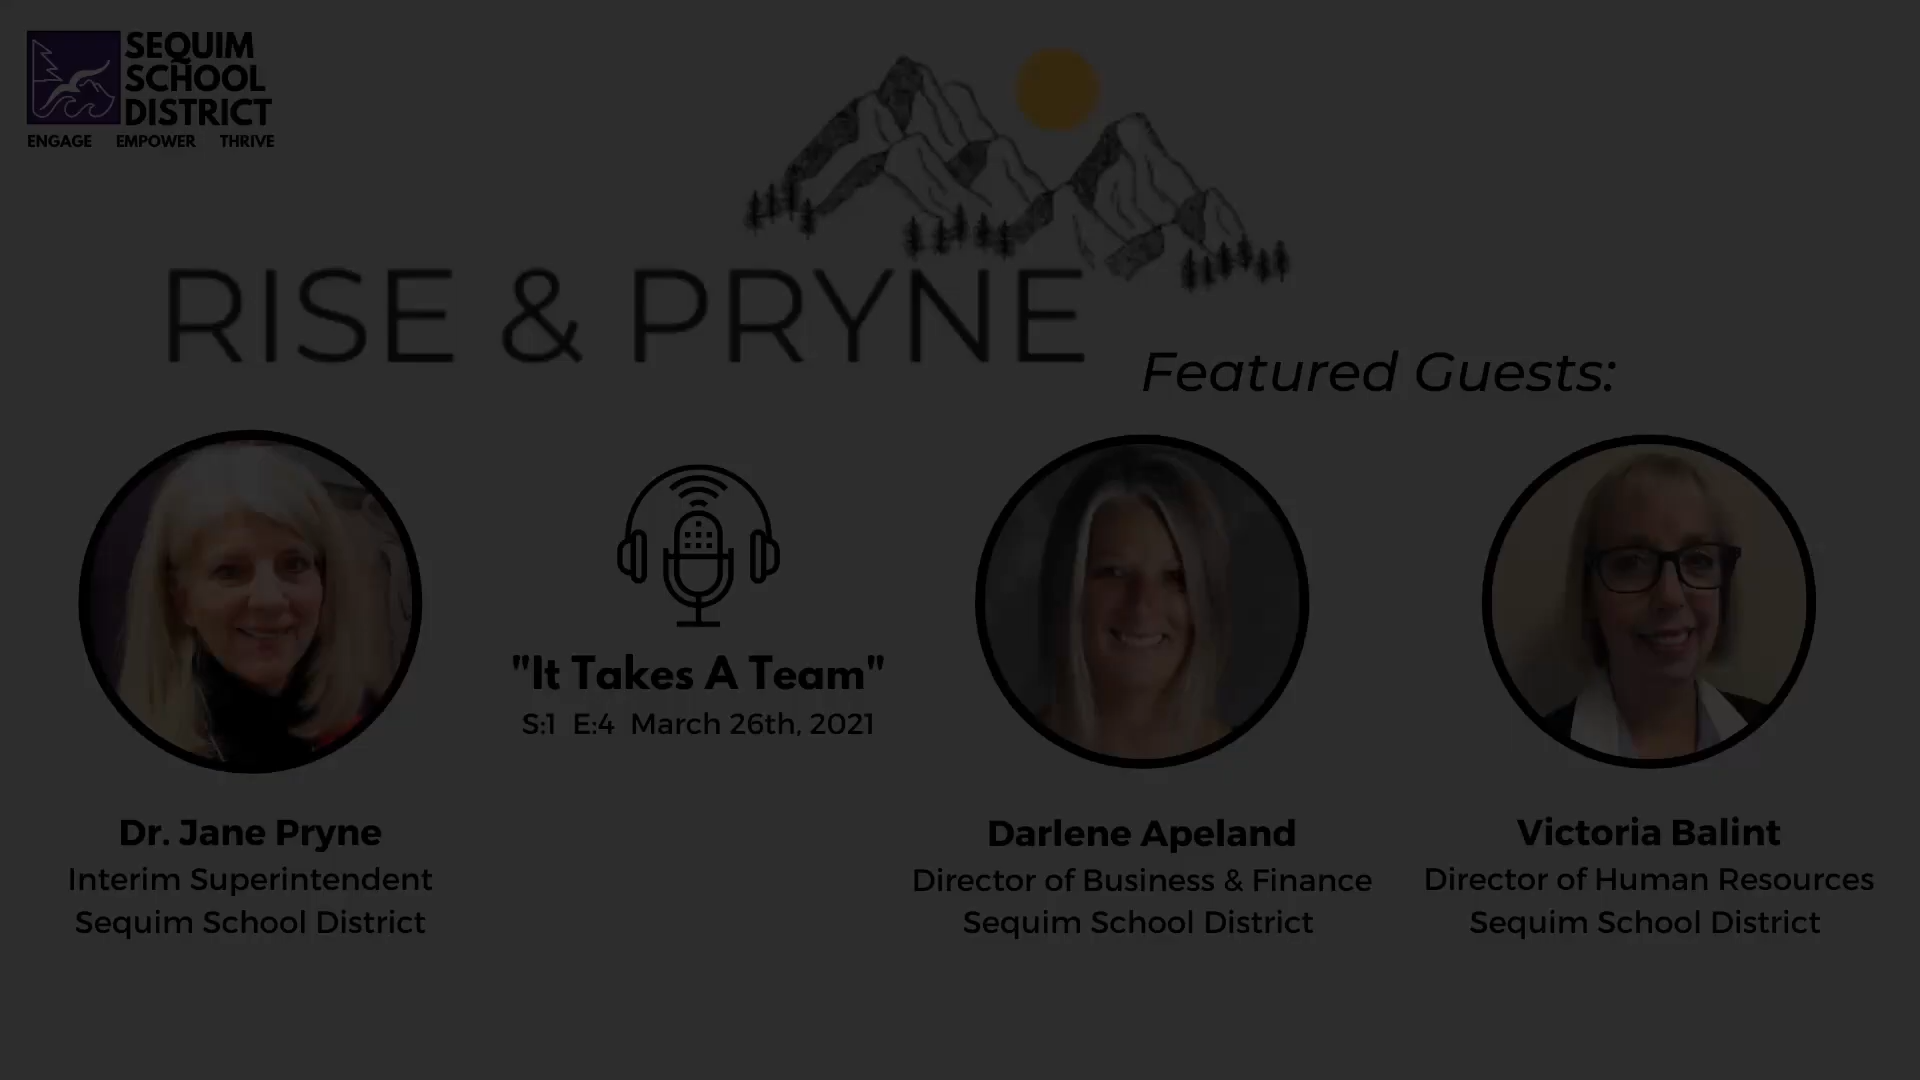 SEQUIM
SCHOOL
DISTRICT
ENGAGE EMPOWER THRIVE
RISE & PRYNE
Featured Guests:
"It Takes A Team"
S:1 E:4 March 26th, 2021
Dr. Jane Pryne
Interim Superintendent
Sequim School District
Darlene Apeland
Director of Business & Finance
Sequim School District
Victoria Balint
Director of Human Resources
Sequim School District